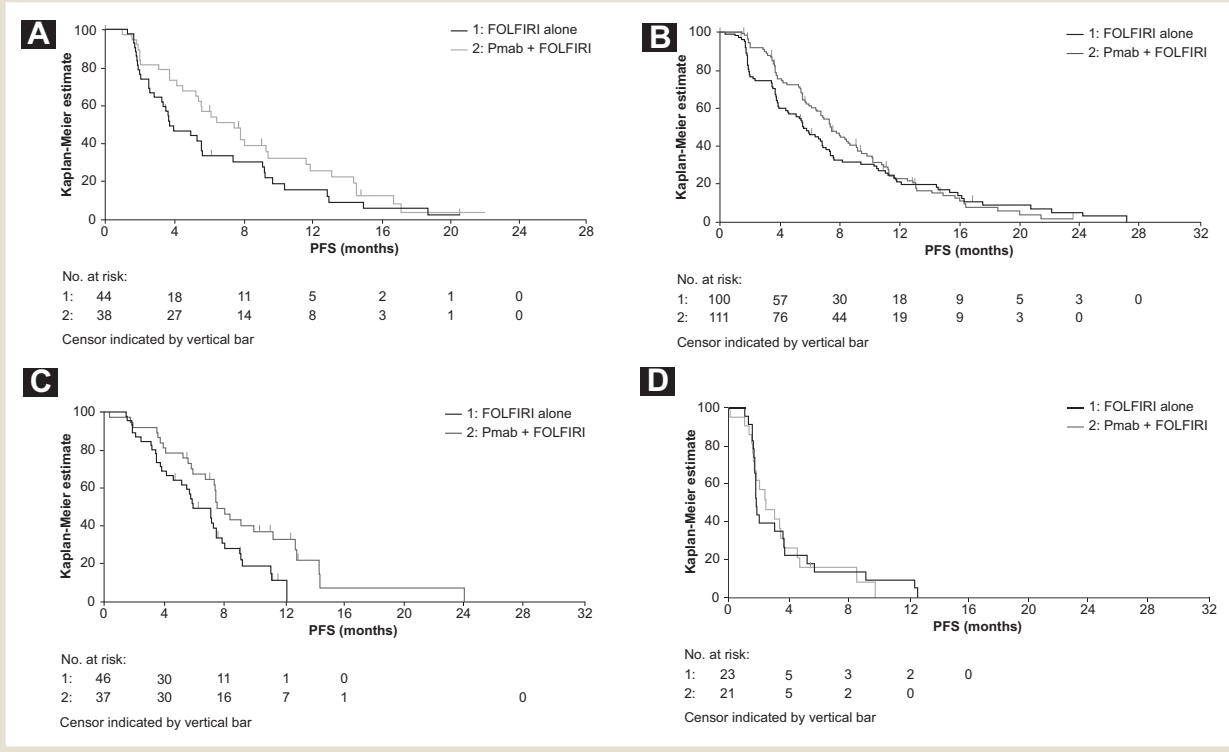 A
1: FOLFIRI alone
2: Pmab + FOLFIRI
Kaplan-Meier estimate
100
80
60
40
20
0
0 4 8 12 16 20 24 28
PFS (months)
No. at risk:
1: 44 18 11 5 2 1 0
2: 38 27 14 8 3 1 0
Censor indicated by vertical bar
B
1: FOLFIRI alone
2: Pmab + FOLFIRI
Kaplan-Meier estimate
100
80
60
40
20
0
0 4 8 12 16 20 24 28 32
PFS (months)
No. at risk:
1: 100 57 30 18 9 5 3 0
2: 111 76 44 19 9 3 0
Censor indicated by vertical bar
C
1: FOLFIRI alone
2: Pmab + FOLFIRI
Kaplan-Meier estimate
100
80
60
40
20
0
0 4 8 12 16 20 24 28 32
PFS (months)
No. at risk:
1: 46 30 11 1 0
2: 37 30 16 7 1 0
Censor indicated by vertical bar
D
1: FOLFIRI alone
2: Pmab + FOLFIRI
Kaplan-Meier estimate
100
80
60
40
20
0
0 4 8 12 16 20 24 28 32
PFS (months)
No. at risk:
1: 23 5 3 2 0
2: 21 5 2 0
Censor indicated by vertical bar